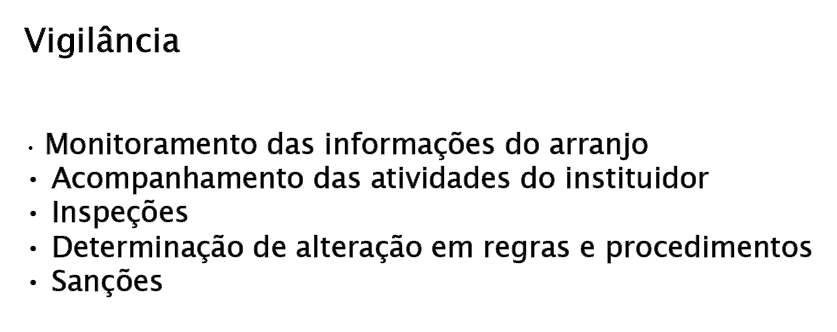 Vigilância
· Monitoramento das informações do arranjo
• Acompanhamento das atividades do instituidor
• Inspeções
• Determinação de alteração em regras e procedimentos
• Sanções